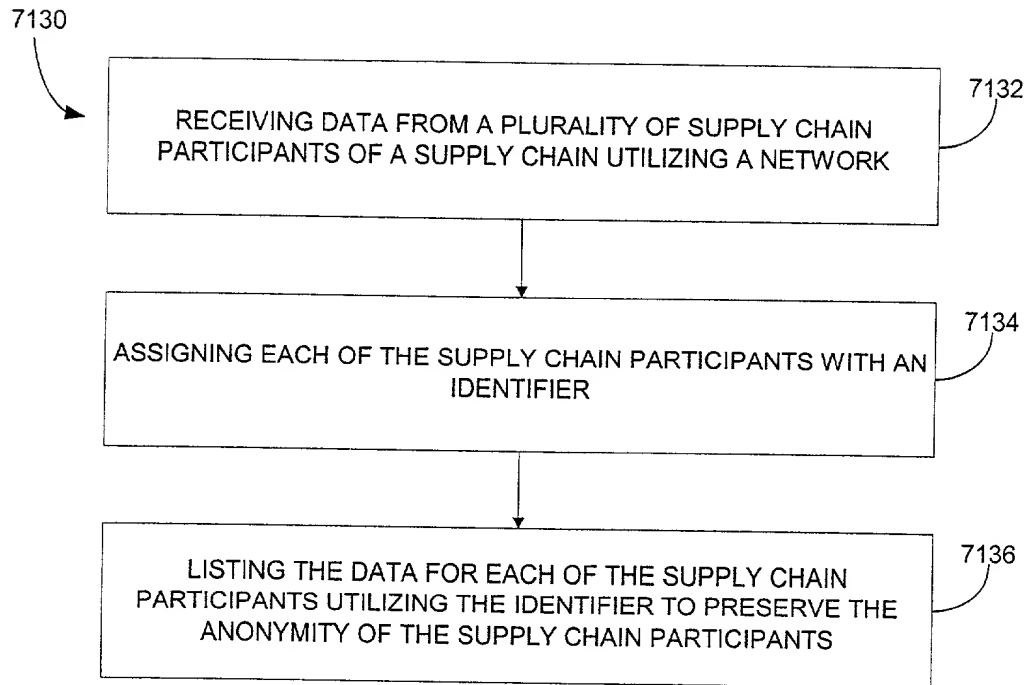 7130
7132
RECEIVING DATA FROM A PLURALITY OF SUPPLY CHAIN
PARTICIPANTS OF A SUPPLY CHAIN UTILIZING A NETWORK
7134
ASSIGNING EACH OF THE SUPPLY CHAIN PARTICIPANTS WITH AN
IDENTIFIER
7136
LISTING THE DATA FOR EACH OF THE SUPPLY CHAIN
PARTICIPANTS UTILIZING THE IDENTIFIER TO PRESERVE THE
ANONYMITY OF THE SUPPLY CHAIN PARTICIPANTS